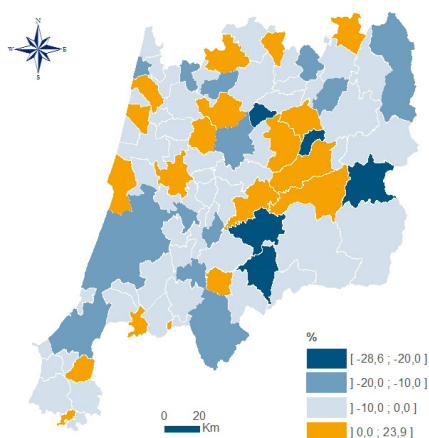 N
W E
S
%
[ -28,6 ; -20,0 [
[ -20,0 ; -10,0 [
[ -10,0 ; 0,0 [
] 0,0 ; 23,9 ]
0 20
Km